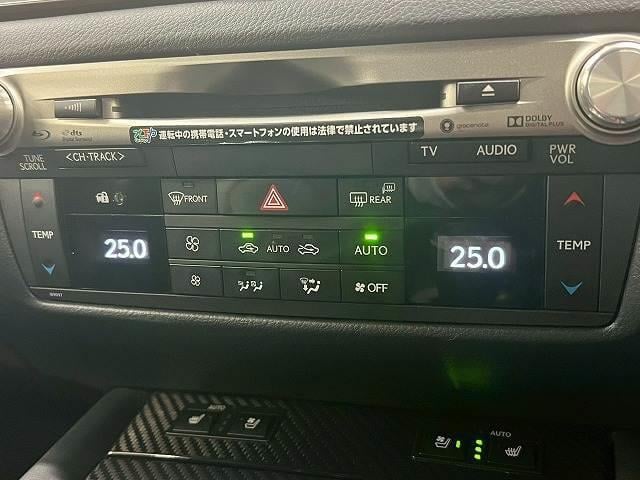 dts
運転中の携帯電話・スマートフォンの使用は法律で禁止されています
gracenote
DOLBY
DIGITAL PLUS
TUNE
SCROLL
<CH·TRACK>
TV
AUDIO
PWR
VOL
FRONT
REAR
TEMP
25.0
AUTO
AUTO
25.0
TEMP
OFF
AUTO
AUTO